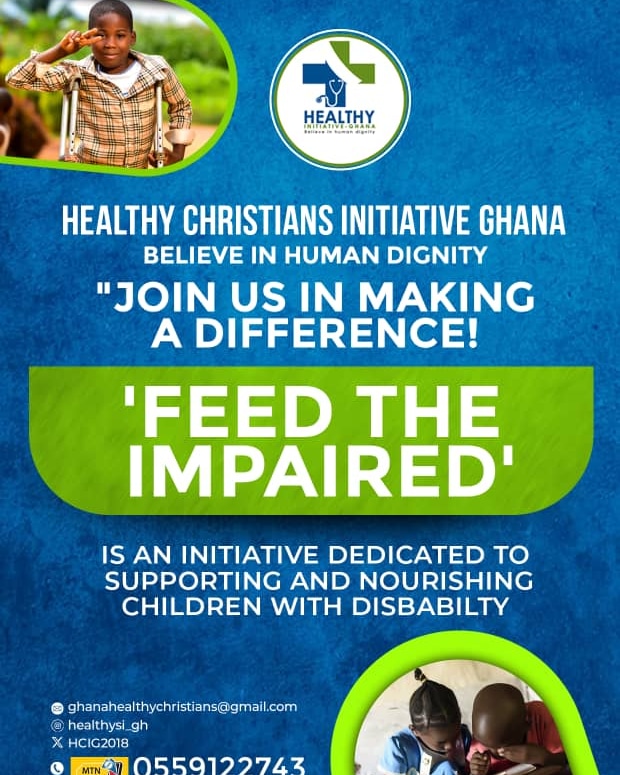 HEALTHY
INITIATIVE-GHANA
Believe in human dignity
HEALTHY CHRISTIANS INITIATIVE GHANA
BELIEVE IN HUMAN DIGNITY
"JOIN US IN MAKING
A DIFFERENCE!
'FEED THE
IMPAIRED'
IS AN INITIATIVE DEDICATED TO
SUPPORTING AND NOURISHING
CHILDREN WITH DISBABILTY
ghanahealthychristians@gmail.com
healthysi_gh
X HCIG2018
MTN 0559122743